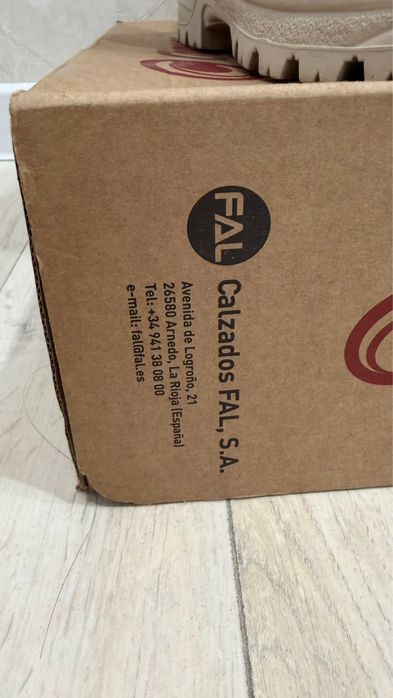 FAL
Calzados FAL, S.A.
Avenida de Logroño, 21
26580 Arnedo, La Rioja (España)
Tel: +34 941 38 08 00
e-mail: fal@fal.es